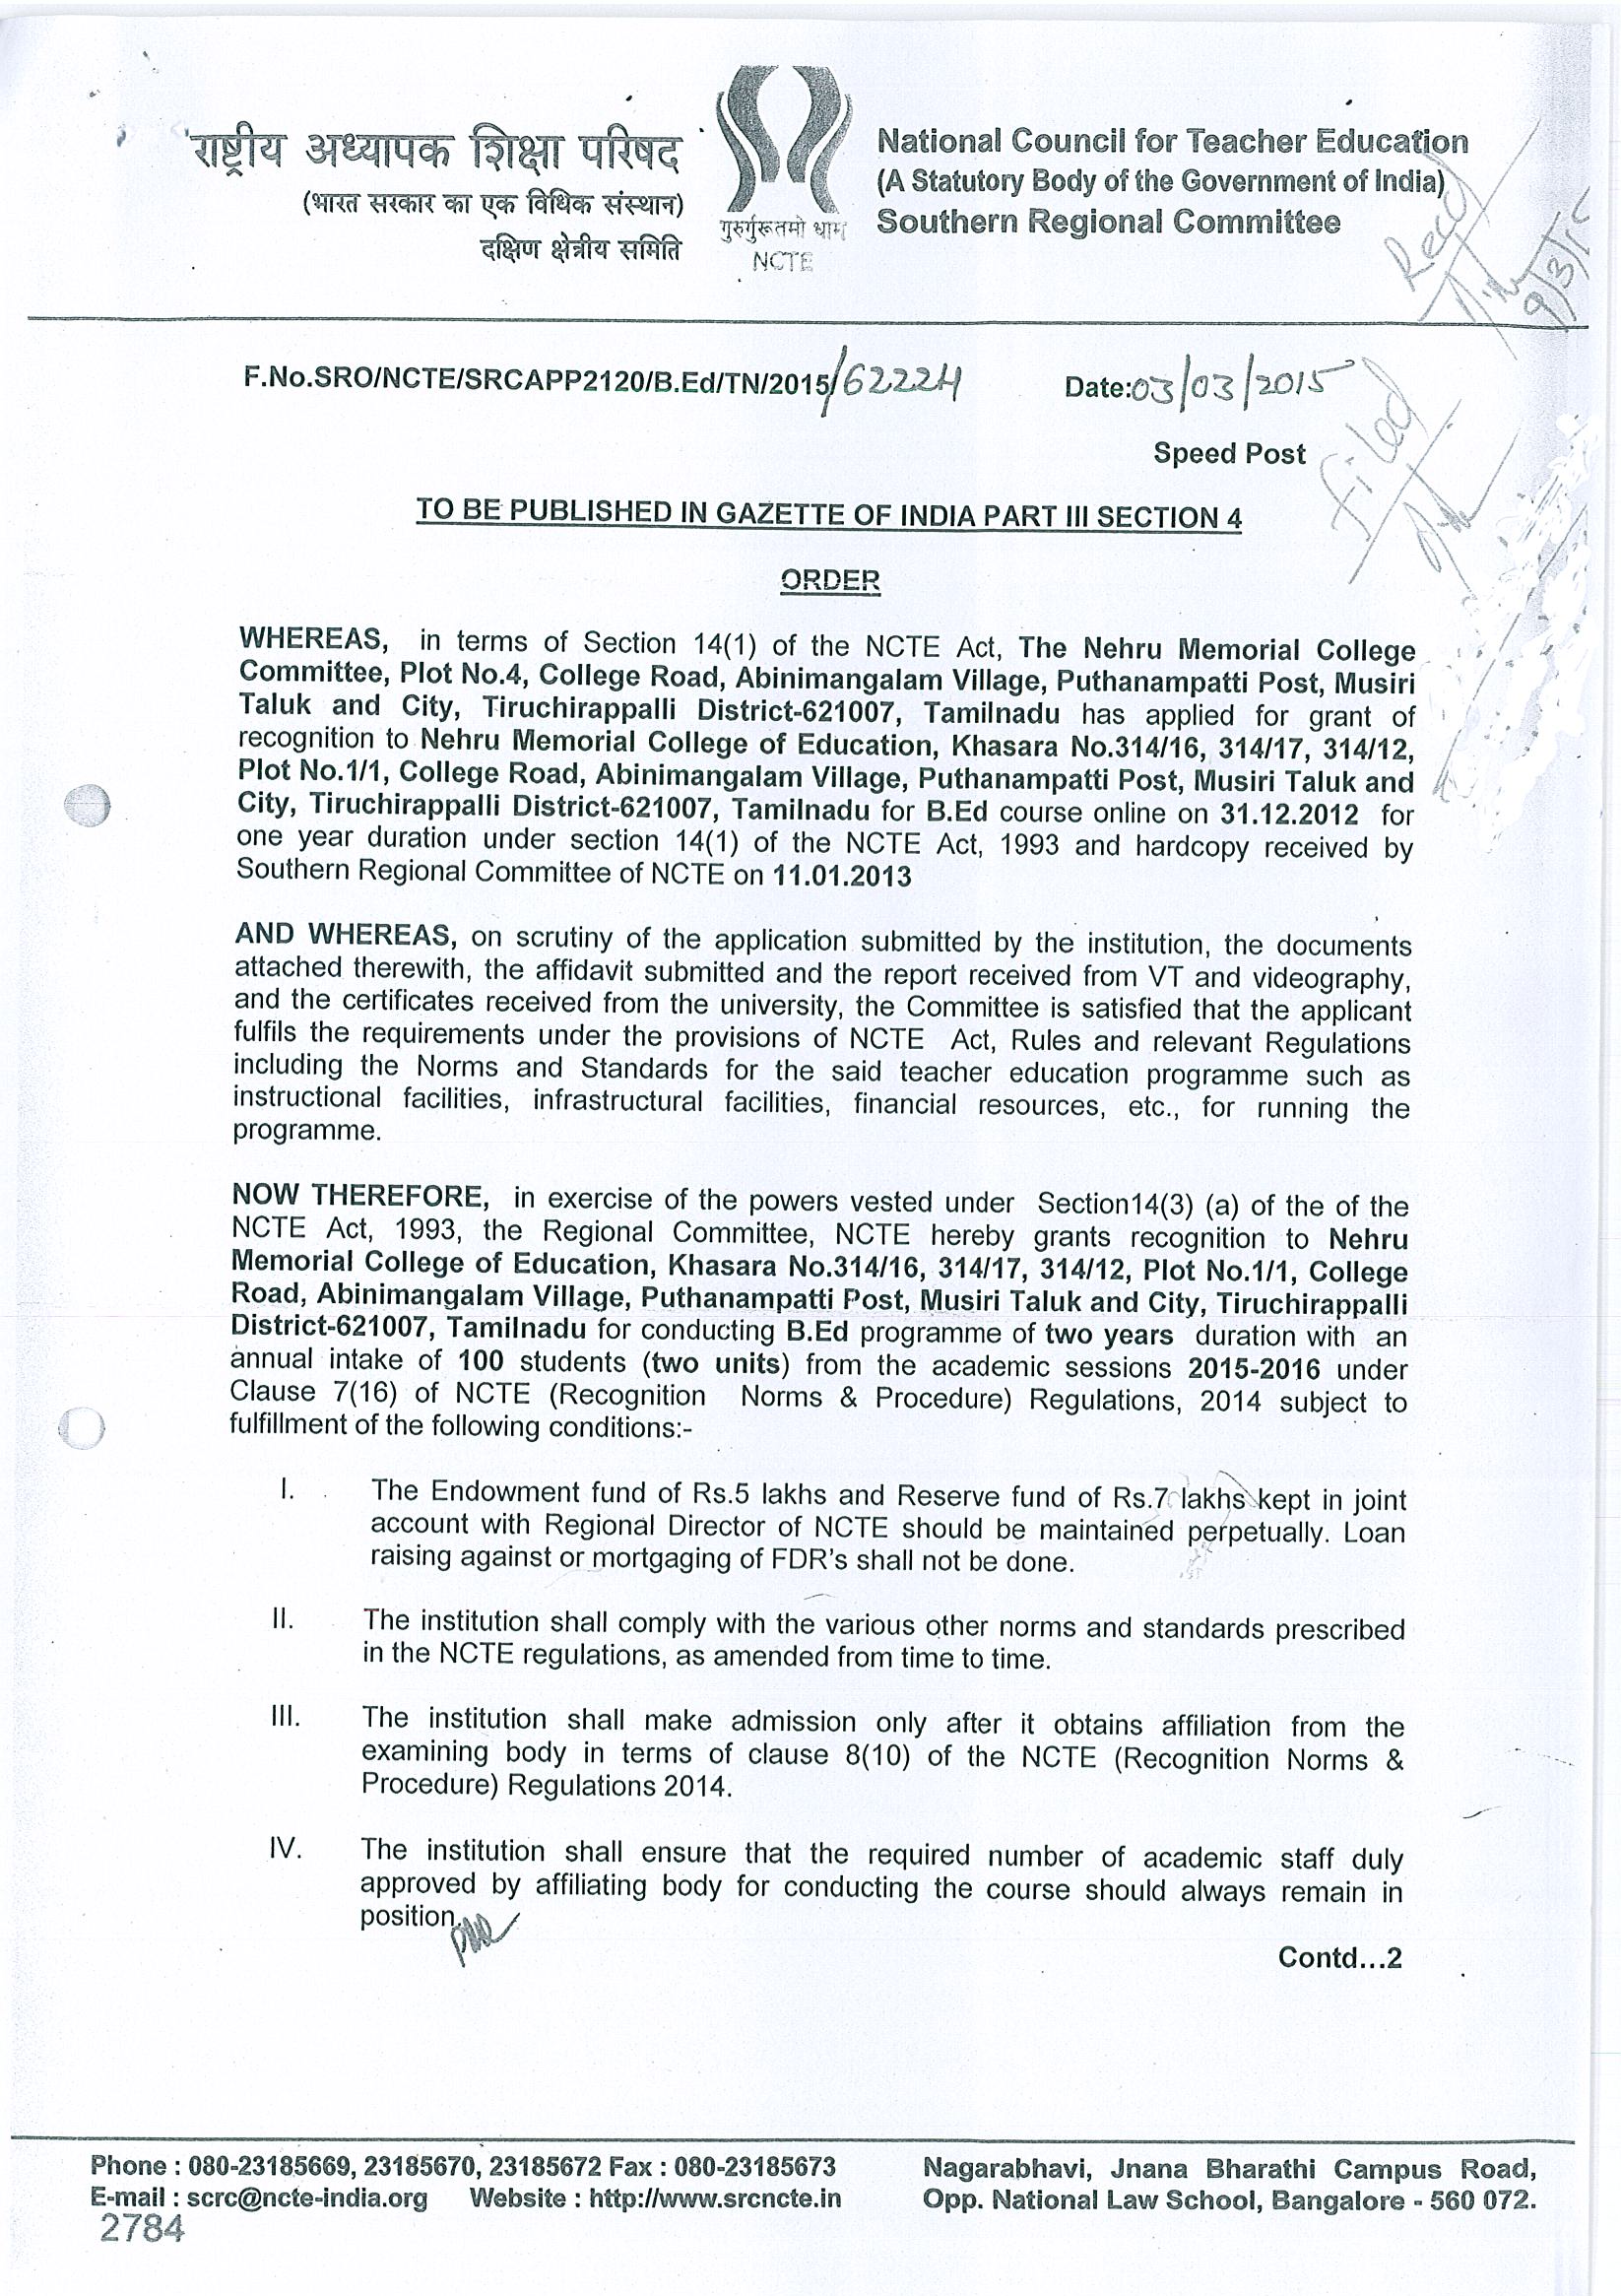 राष्ट्रीय अध्यापक शिक्षा परिषद
(भारत सरकार का एक विधिक संस्थान)
दक्षिण क्षेत्रीय समिति
गुरुर्गुरूतमो धाम
NCTE
National Council for Teacher Education
(A Statutory Body of the Government of India)
Southern Regional Committee
Recd
9/3/15
F.No.SRO/NCTE/SRCAPP2120/B.Ed/TN/2015/62224
Date:03/03/2015
Speed Post
Filed
TO BE PUBLISHED IN GAZETTE OF INDIA PART III SECTION 4
ORDER
WHEREAS, in terms of Section 14(1) of the NCTE Act, The Nehru Memorial College
Committee, Plot No.4, College Road, Abinimangalam Village, Puthanampatti Post, Musiri
Taluk and City, Tiruchirappalli District-621007, Tamilnadu has applied for grant of
recognition to Nehru Memorial College of Education, Khasara No.314/16, 314/17, 314/12,
Plot No.1/1, College Road, Abinimangalam Village, Puthanampatti Post, Musiri Taluk and
City, Tiruchirappalli District-621007, Tamilnadu for B.Ed course online on 31.12.2012 for
one year duration under section 14(1) of the NCTE Act, 1993 and hardcopy received by
Southern Regional Committee of NCTE on 11.01.2013
AND WHEREAS, on scrutiny of the application submitted by the institution, the documents
attached therewith, the affidavit submitted and the report received from VT and videography,
and the certificates received from the university, the Committee is satisfied that the applicant
fulfils the requirements under the provisions of NCTE Act, Rules and relevant Regulations
including the Norms and Standards for the said teacher education programme such as
instructional facilities, infrastructural facilities, financial resources, etc., for running the
programme.
NOW THEREFORE, in exercise of the powers vested under Section14(3) (a) of the of the
NCTE Act, 1993, the Regional Committee, NCTE hereby grants recognition to Nehru
Memorial College of Education, Khasara No.314/16, 314/17, 314/12, Plot No.1/1, College
Road, Abinimangalam Village, Puthanampatti Post, Musiri Taluk and City, Tiruchirappalli
District-621007, Tamilnadu for conducting B.Ed programme of two years duration with an
annual intake of 100 students (two units) from the academic sessions 2015-2016 under
Clause 7(16) of NCTE (Recognition Norms & Procedure) Regulations, 2014 subject to
fulfillment of the following conditions:-
I. The Endowment fund of Rs.5 lakhs and Reserve fund of Rs.7 lakhs kept in joint
account with Regional Director of NCTE should be maintained perpetually. Loan
raising against or mortgaging of FDR's shall not be done.
II. The institution shall comply with the various other norms and standards prescribed
in the NCTE regulations, as amended from time to time.
III. The institution shall make admission only after it obtains affiliation from the
examining body in terms of clause 8(10) of the NCTE (Recognition Norms &
Procedure) Regulations 2014.
IV. The institution shall ensure that the required number of academic staff duly
approved by affiliating body for conducting the course should always remain in
position.
Contd...2
Phone : 080-23185669, 23185670, 23185672 Fax : 080-23185673
E-mail : scrc@ncte-india.org Website : http://www.srcncte.in
2784
Nagarabhavi, Jnana Bharathi Campus Road,
Opp. National Law School, Bangalore - 560 072.